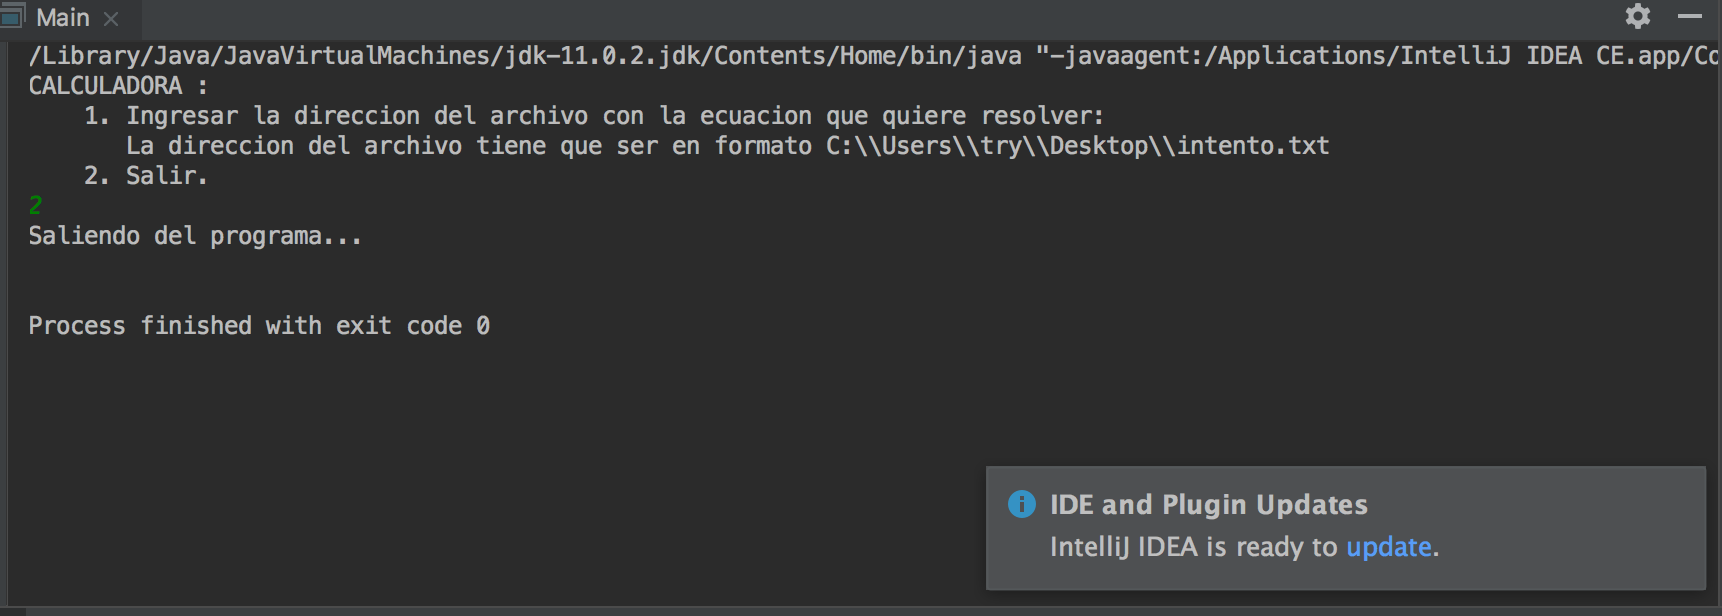 Main
/Library/Java/JavaVirtualMachines/jdk-11.0.2.jdk/Contents/Home/bin/java "-javaagent:/Applications/IntelliJ IDEA CE.app/Co
CALCULADORA :
    1. Ingresar la direccion del archivo con la ecuacion que quiere resolver:
       La direccion del archivo tiene que ser en formato C:\\Users\\try\\Desktop\\intento.txt
    2. Salir.
2
Saliendo del programa...
Process finished with exit code 0
IDE and Plugin Updates
IntelliJ IDEA is ready to update.